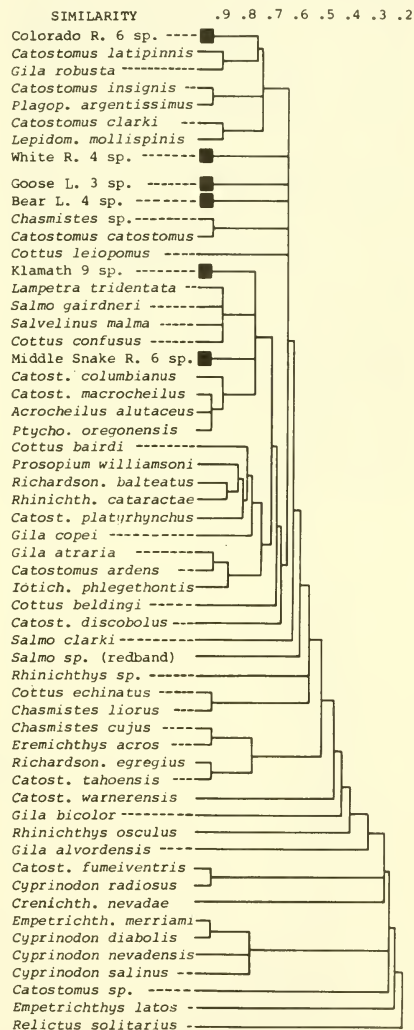 SIMILARITY .9 .8 .7 .6 .5 .4 .3 .2
Colorado R. 6 sp.
Catostomus latipinnis
Gila robusta
Catostomus insignis
Plagop. argentissimus
Catostomus clarki
Lepidom. mollispinis
White R. 4 sp.
Goose L. 3 sp.
Bear L. 4 sp.
Chasmistes sp.
Catostomus catostomus
Cottus leiopomus
Klamath 9 sp.
Lampetra tridentata
Salmo gairdneri
Salvelinus malma
Cottus confusus
Middle Snake R. 6 sp.
Catost. columbianus
Catost. macrocheilus
Acrocheilus alutaceus
Ptycho. oregonensis
Cottus bairdi
Prosopium williamsoni
Richardson. balteatus
Rhinichth. cataractae
Catost. platyrhynchus
Gila copei
Gila atraria
Catostomus ardens
Iotich. phlegethontis
Cottus beldingi
Catost. discobolus
Salmo clarki
Salmo sp. (redband)
Rhinichthys sp.
Cottus echinatus
Chasmistes liorus
Chasmistes cujus
Eremichthys acros
Richardson. egregius
Catost. tahoensis
Catost. warnerensis
Gila bicolor
Rhinichthys osculus
Gila alvordensis
Catost. fumeiventris
Cyprinodon radiosus
Crenichth. nevadae
Empetrichth. merriami
Cyprinodon diabolis
Cyprinodon nevadensis
Cyprinodon salinus
Catostomus sp.
Empetrichthys latos
Relictus solitarius